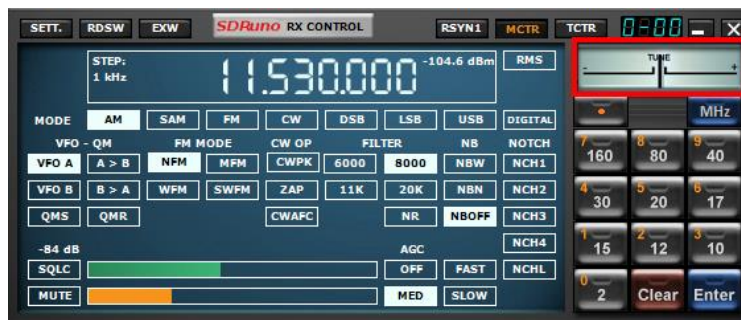 SETT. RDSW EXW SDRuno RX CONTROL RSYN1 MCTR TCTR 0-00
STEP: 11.530.000 -104.6 dBm RMS
1 kHz
TUNE
- +
MODE AM SAM FM CW DSB LSB USB DIGITAL
MHz
VFO - QM FM MODE CW OP FILTER NB NOTCH
VFO A A > B NFM MFM CWPK 6000 8000 NBW NCH1
7 160 8 80 9 40
VFO B B > A WFM SWFM ZAP 11K 20K NBN NCH2
4 30 5 20 6 17
QMS QMR CWAFC NR NBOFF NCH3
-84 dB AGC NCH4
1 15 2 12 3 10
SQLC OFF FAST NCHL
MUTE MED SLOW
0 2 Clear Enter